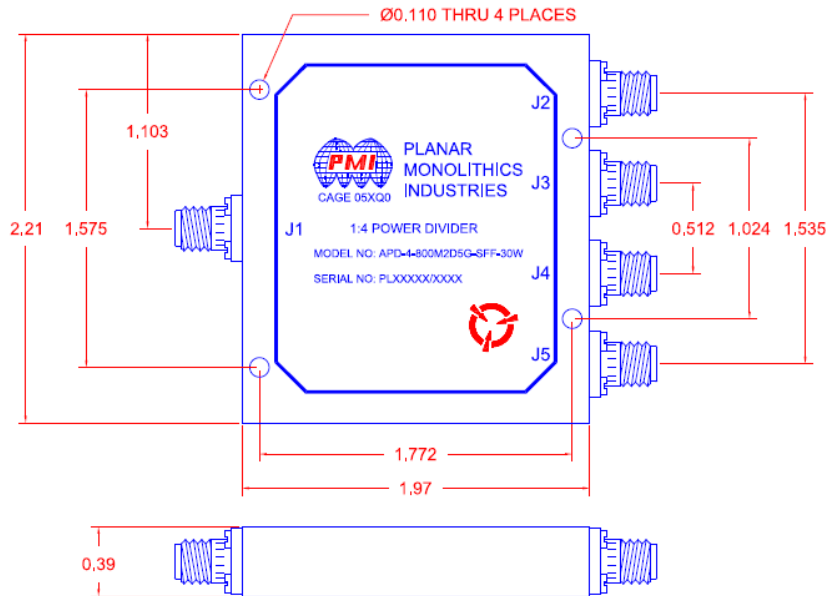 Ø0.110 THRU 4 PLACES
1,103
2,21
1,575
PMI
CAGE 05XQ0
PLANAR
MONOLITHICS
INDUSTRIES
J1
1:4 POWER DIVIDER
MODEL NO: APD-4-800M2D5G-SFF-30W
SERIAL NO: PLXXXXX/XXXX
J2
J3
J4
J5
0,512
1,024
1,535
1,772
1,97
0,39